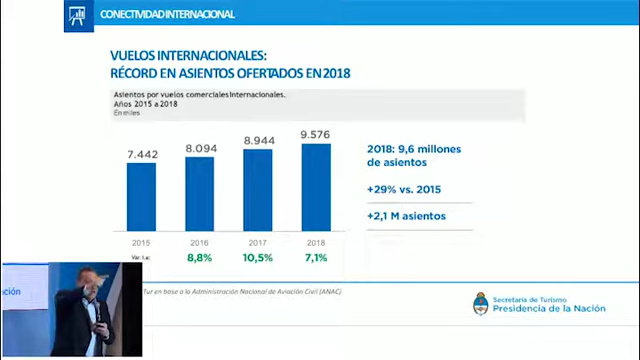 CONECTIVIDAD INTERNACIONAL
VUELOS INTERNACIONALES:
RÉCORD EN ASIENTOS OFERTADOS EN 2018
Asientos por vuelos comerciales internacionales.
Años 2015 a 2018
En miles
7.442
8.094
8.944
9.576
2018: 9,6 millones
de asientos
+29% vs. 2015
+2,1 M asientos
2015
2016
2017
2018
Var. i.a:
8,8%
10,5%
7,1%
Tur en base a la Administración Nacional de Aviación Civil (ANAC)
Secretaría de Turismo
Presidencia de la Nación